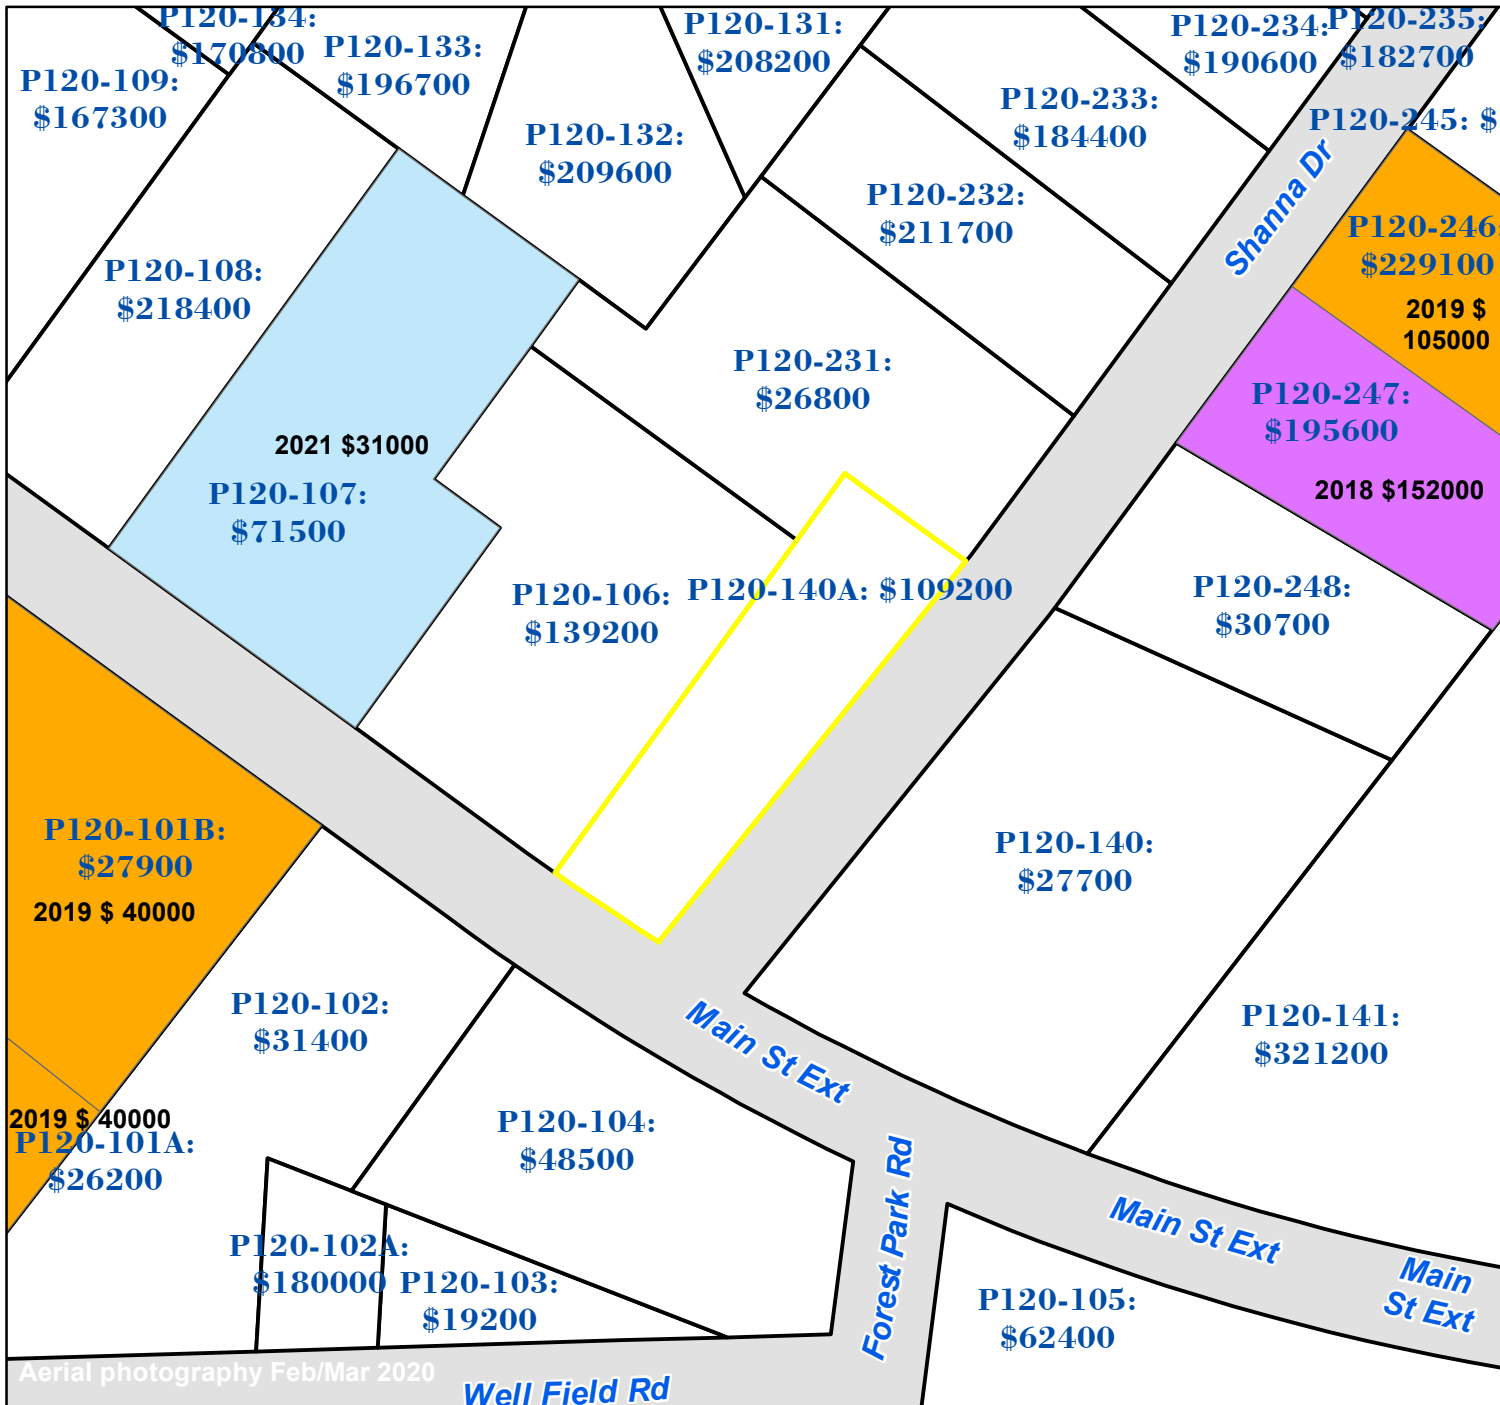 P120-134:
$170800
P120-133:
$196700
P120-131:
$208200
P120-234:
$190600
P120-235:
$182700
P120-109:
$167300
P120-132:
$209600
P120-233:
$184400
P120-245: $
Shanna Dr
P120-232:
$211700
P120-246:
$229100
2019 $
105000
P120-108:
$218400
P120-231:
$26800
P120-247:
$195600
2018 $152000
2021 $31000
P120-107:
$71500
P120-106:
$139200
P120-140A: $109200
P120-248:
$30700
P120-101B:
$27900
2019 $ 40000
P120-140:
$27700
P120-102:
$31400
Main St Ext
P120-141:
$321200
2019 $ 40000
P120-101A:
$26200
P120-104:
$48500
Forest Park Rd
Main St Ext
Main
St Ext
P120-102A:
$180000
P120-103:
$19200
P120-105:
$62400
Aerial photography Feb/Mar 2020
Well Field Rd